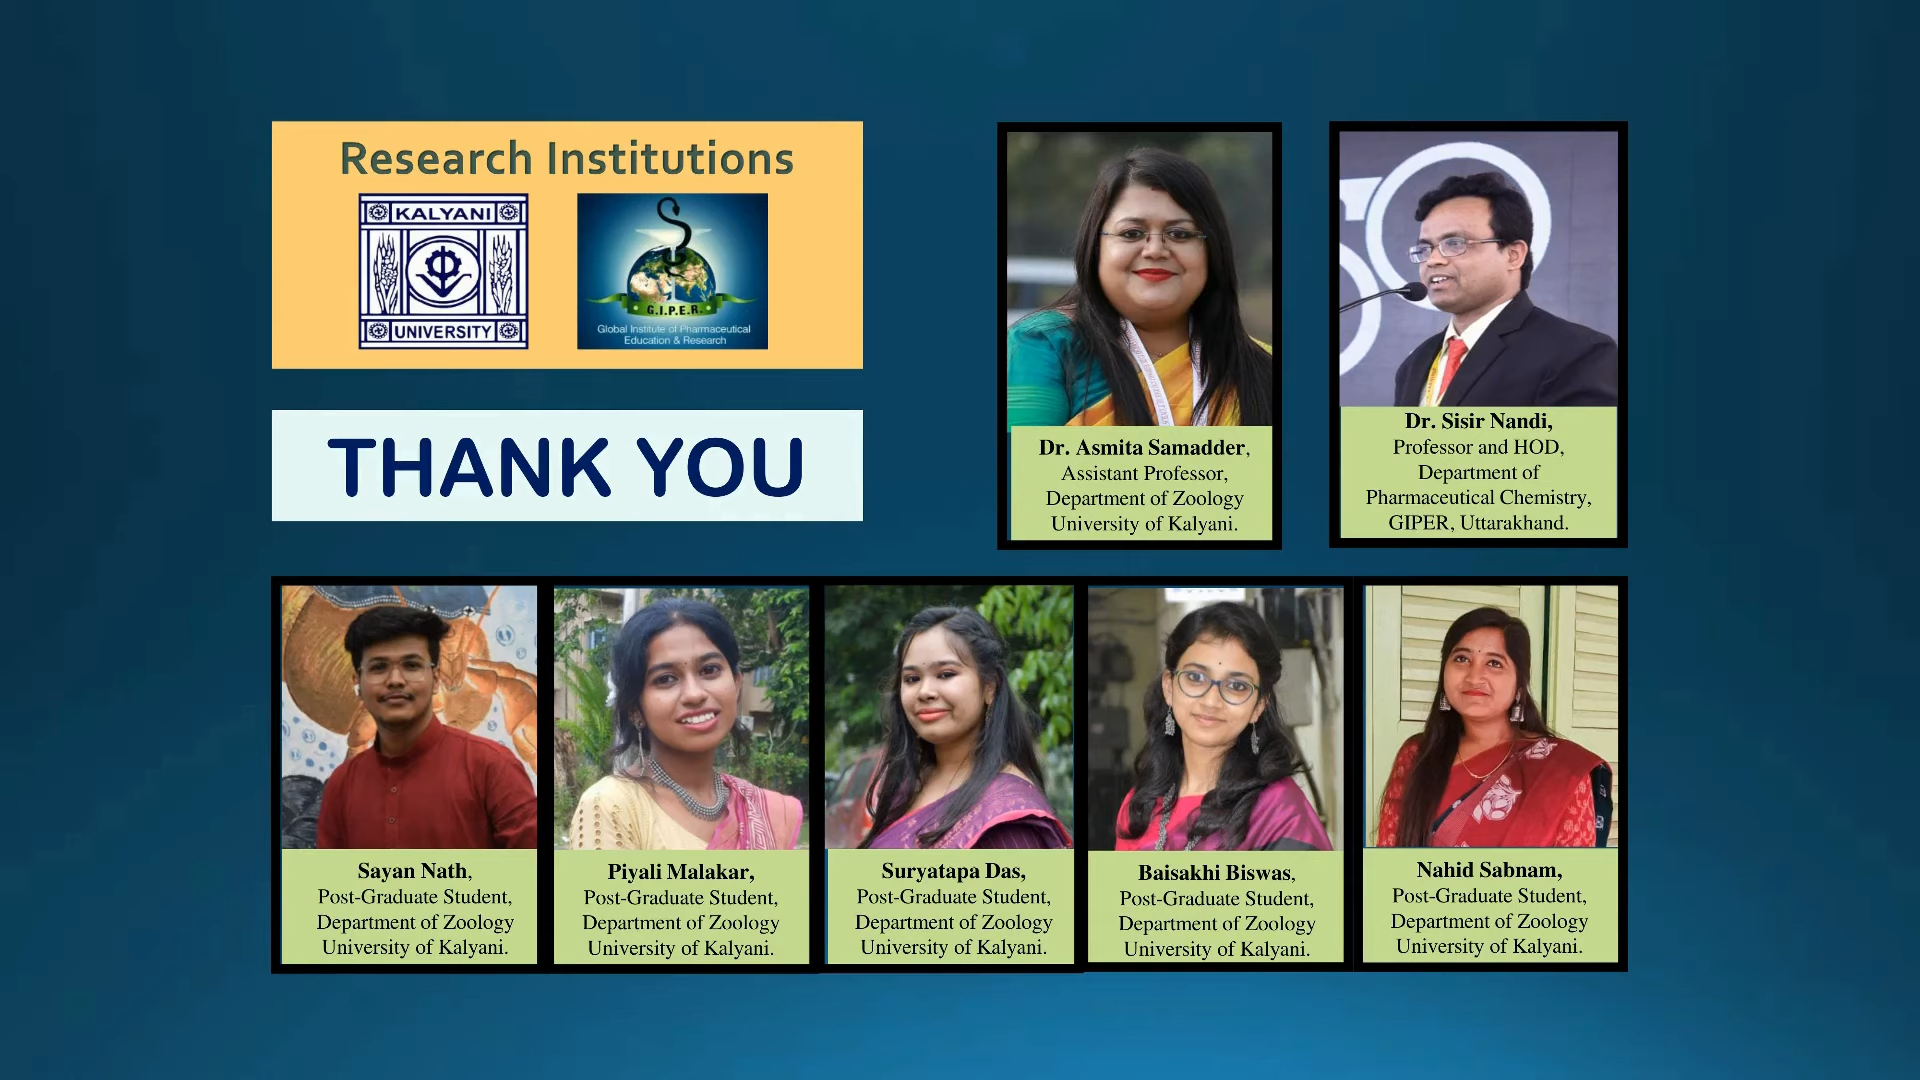 Research Institutions
KALYANI
UNIVERSITY
G.I.P.E.R.
Global Institute of Pharmaceutical
Education & Research
THANK YOU
Dr. Asmita Samadder,
Assistant Professor,
Department of Zoology
University of Kalyani.
Dr. Sisir Nandi,
Professor and HOD,
Department of
Pharmaceutical Chemistry,
GIPER, Uttarakhand.
Sayan Nath,
Post-Graduate Student,
Department of Zoology
University of Kalyani.
Piyali Malakar,
Post-Graduate Student,
Department of Zoology
University of Kalyani.
Suryatapa Das,
Post-Graduate Student,
Department of Zoology
University of Kalyani.
Baisakhi Biswas,
Post-Graduate Student,
Department of Zoology
University of Kalyani.
Nahid Sabnam,
Post-Graduate Student,
Department of Zoology
University of Kalyani.